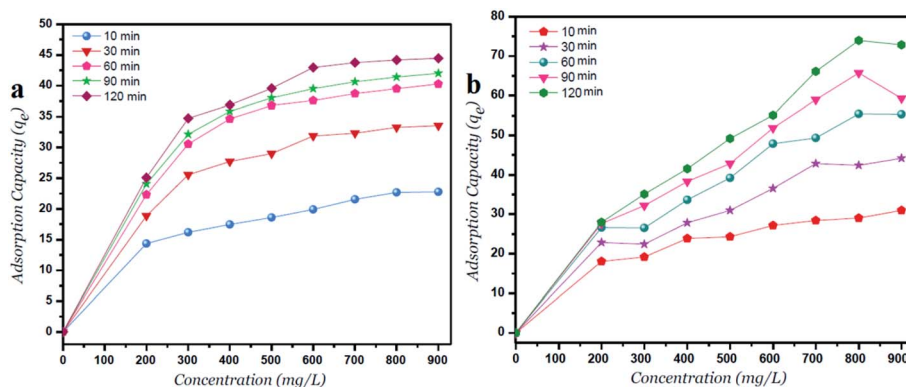 a
50
45
40
35
30
25
20
15
10
5
0
Adsorption Capacity (qe)
10 min
30 min
60 min
90 min
120 min
0 200 300 400 500 600 700 800 900
Concentration (mg/L)
b
80
70
60
50
40
30
20
10
0
Adsorption Capacity (qe)
10 min
30 min
60 min
90 min
120 min
0 100 200 300 400 500 600 700 800 900
Concentration (mg/L)